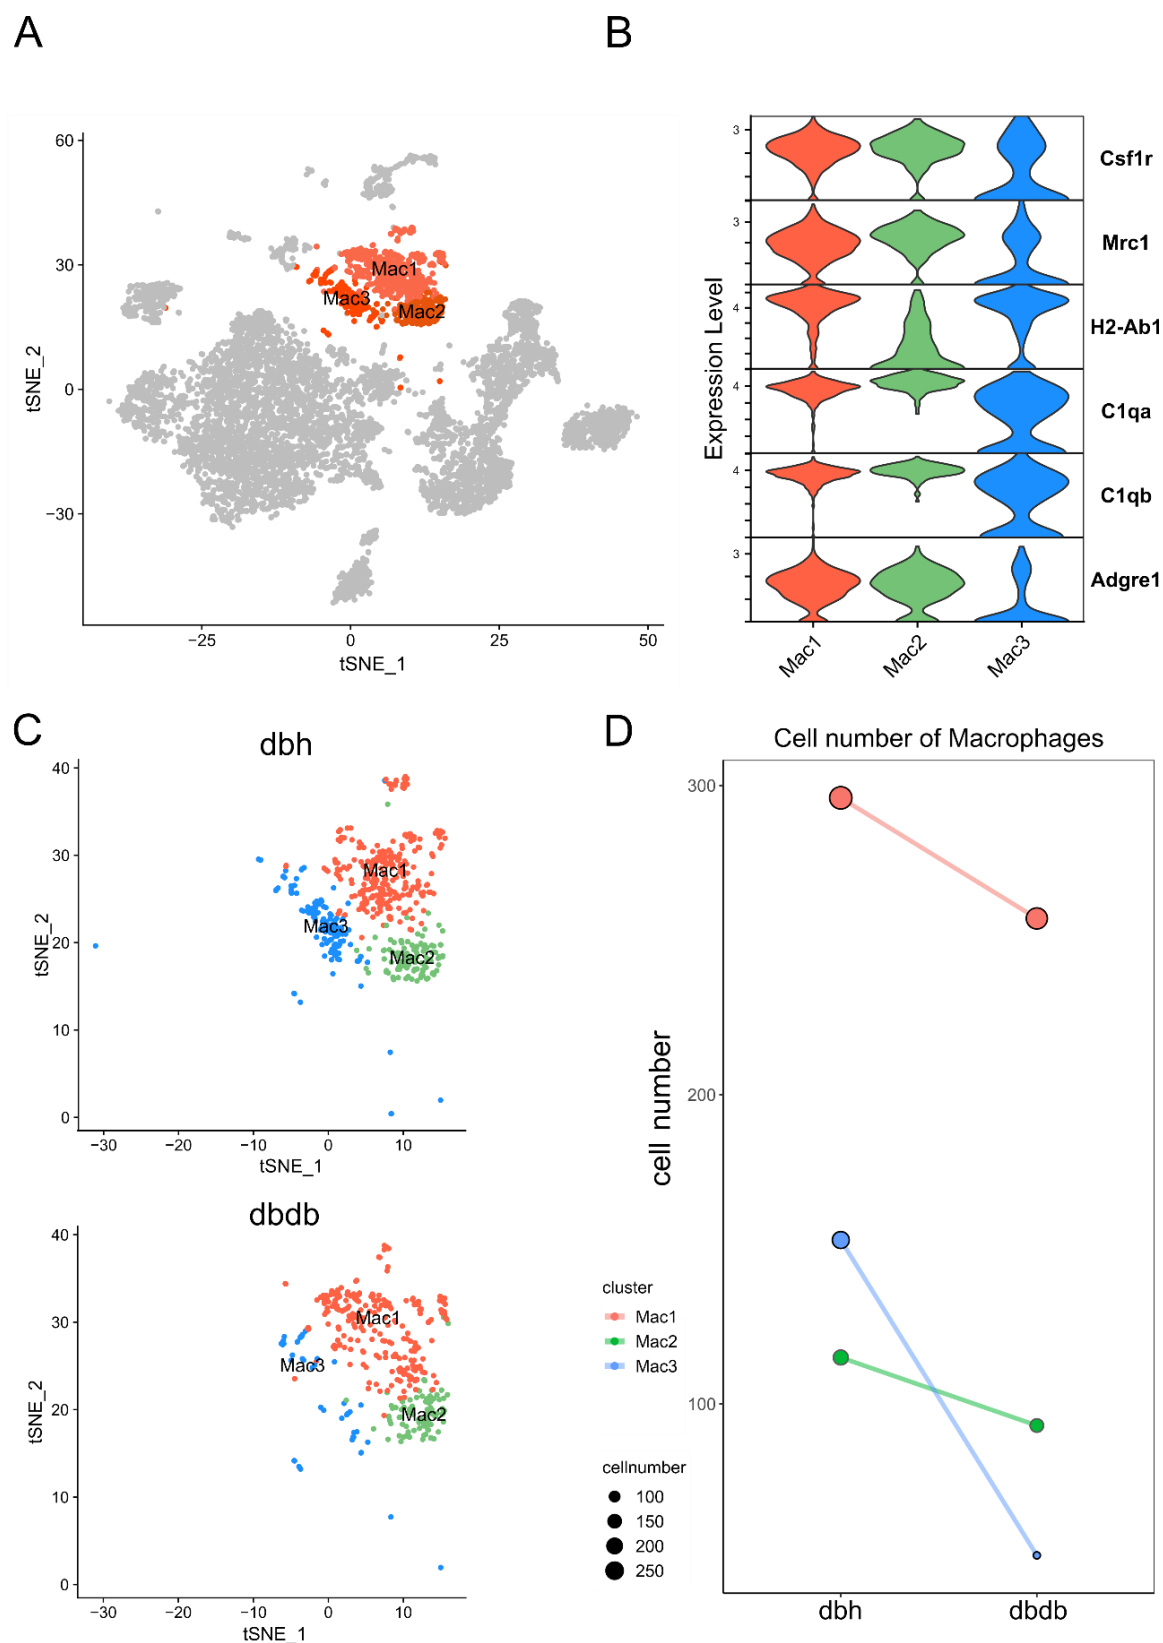 A
60
30
0
−30
tSNE_2
Mac1
Mac3
Mac2
−25
0
25
50
tSNE_1
B
Expression Level
3
Csf1r
3
Mrc1
4
H2-Ab1
4
C1qa
4
C1qb
3
Adgre1
Mac1
Mac2
Mac3
C
dbh
40
30
20
10
0
tSNE_2
Mac1
Mac3
Mac2
−30
−20
−10
0
10
tSNE_1
dbdb
40
30
20
10
0
tSNE_2
Mac1
Mac3
Mac2
−30
−20
−10
0
10
tSNE_1
D
Cell number of Macrophages
300
200
100
cell number
dbh
dbdb
cluster
Mac1
Mac2
Mac3
cellnumber
100
150
200
250